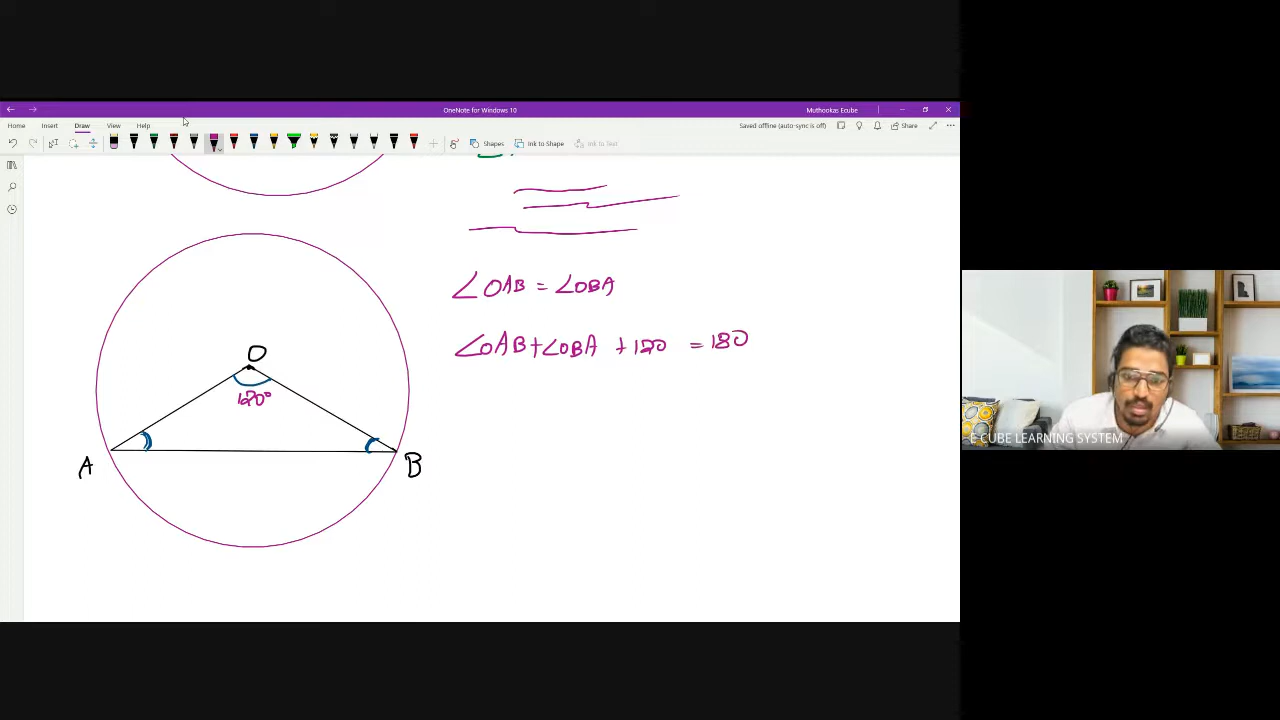 OneNote for Windows 10
Muthookas Ecube
Home Insert Draw View Help
Saved offline (auto-sync is off) Share
Shapes Ink to Shape Ink to Text
∠OAB = ∠OBA
∠OAB+∠OBA +120 =180
O
120°
A
B
E CUBE LEARNING SYSTEM